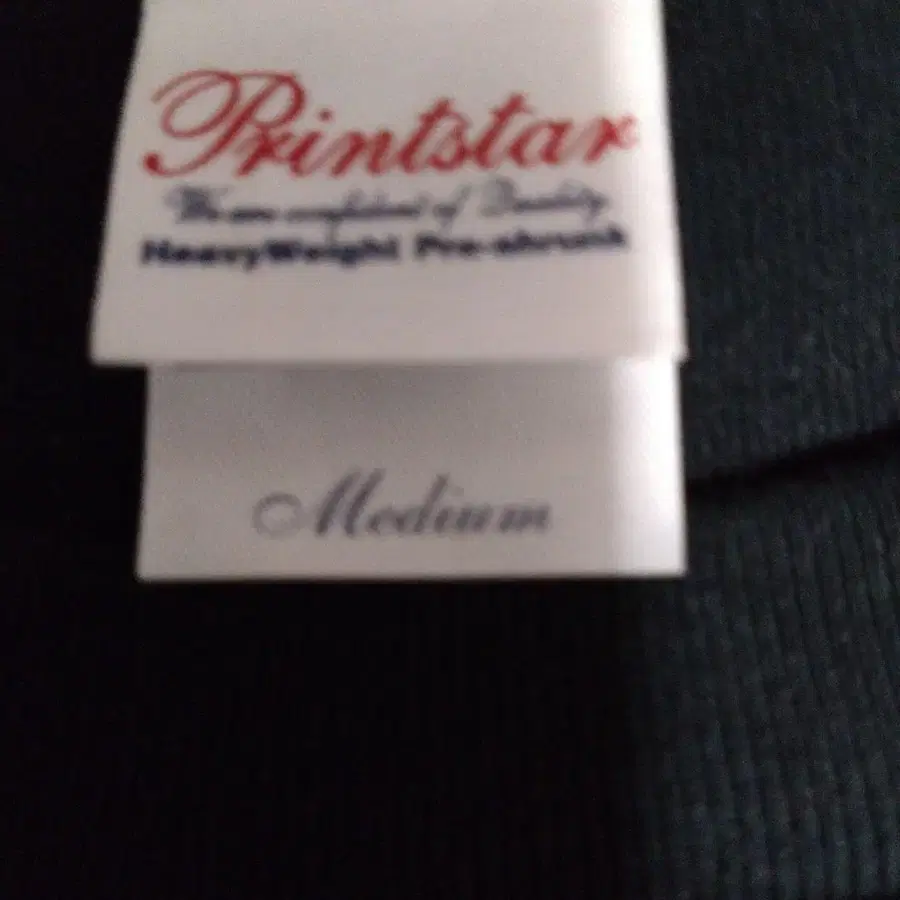 Printstar
We are confident of Quality
HeavyWeight Pre-shrunk
Medium